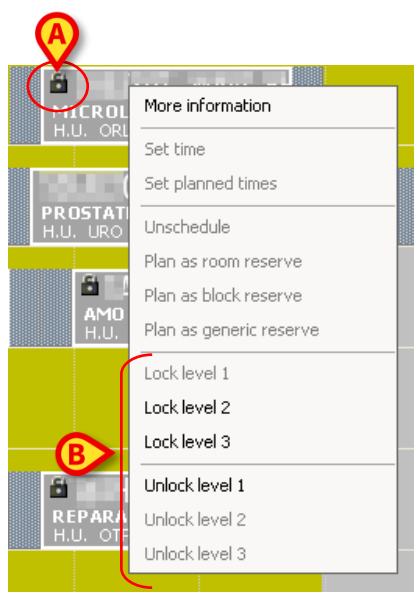 A
MICROL
H.U. ORL
More information
Set time
Set planned times
PROSTATI
H.U. URO
Unschedule
Plan as room reserve
Plan as block reserve
AMO
H.U.
Plan as generic reserve
Lock level 1
Lock level 2
Lock level 3
B
Unlock level 1
REPARA
H.U. OTF
Unlock level 2
Unlock level 3